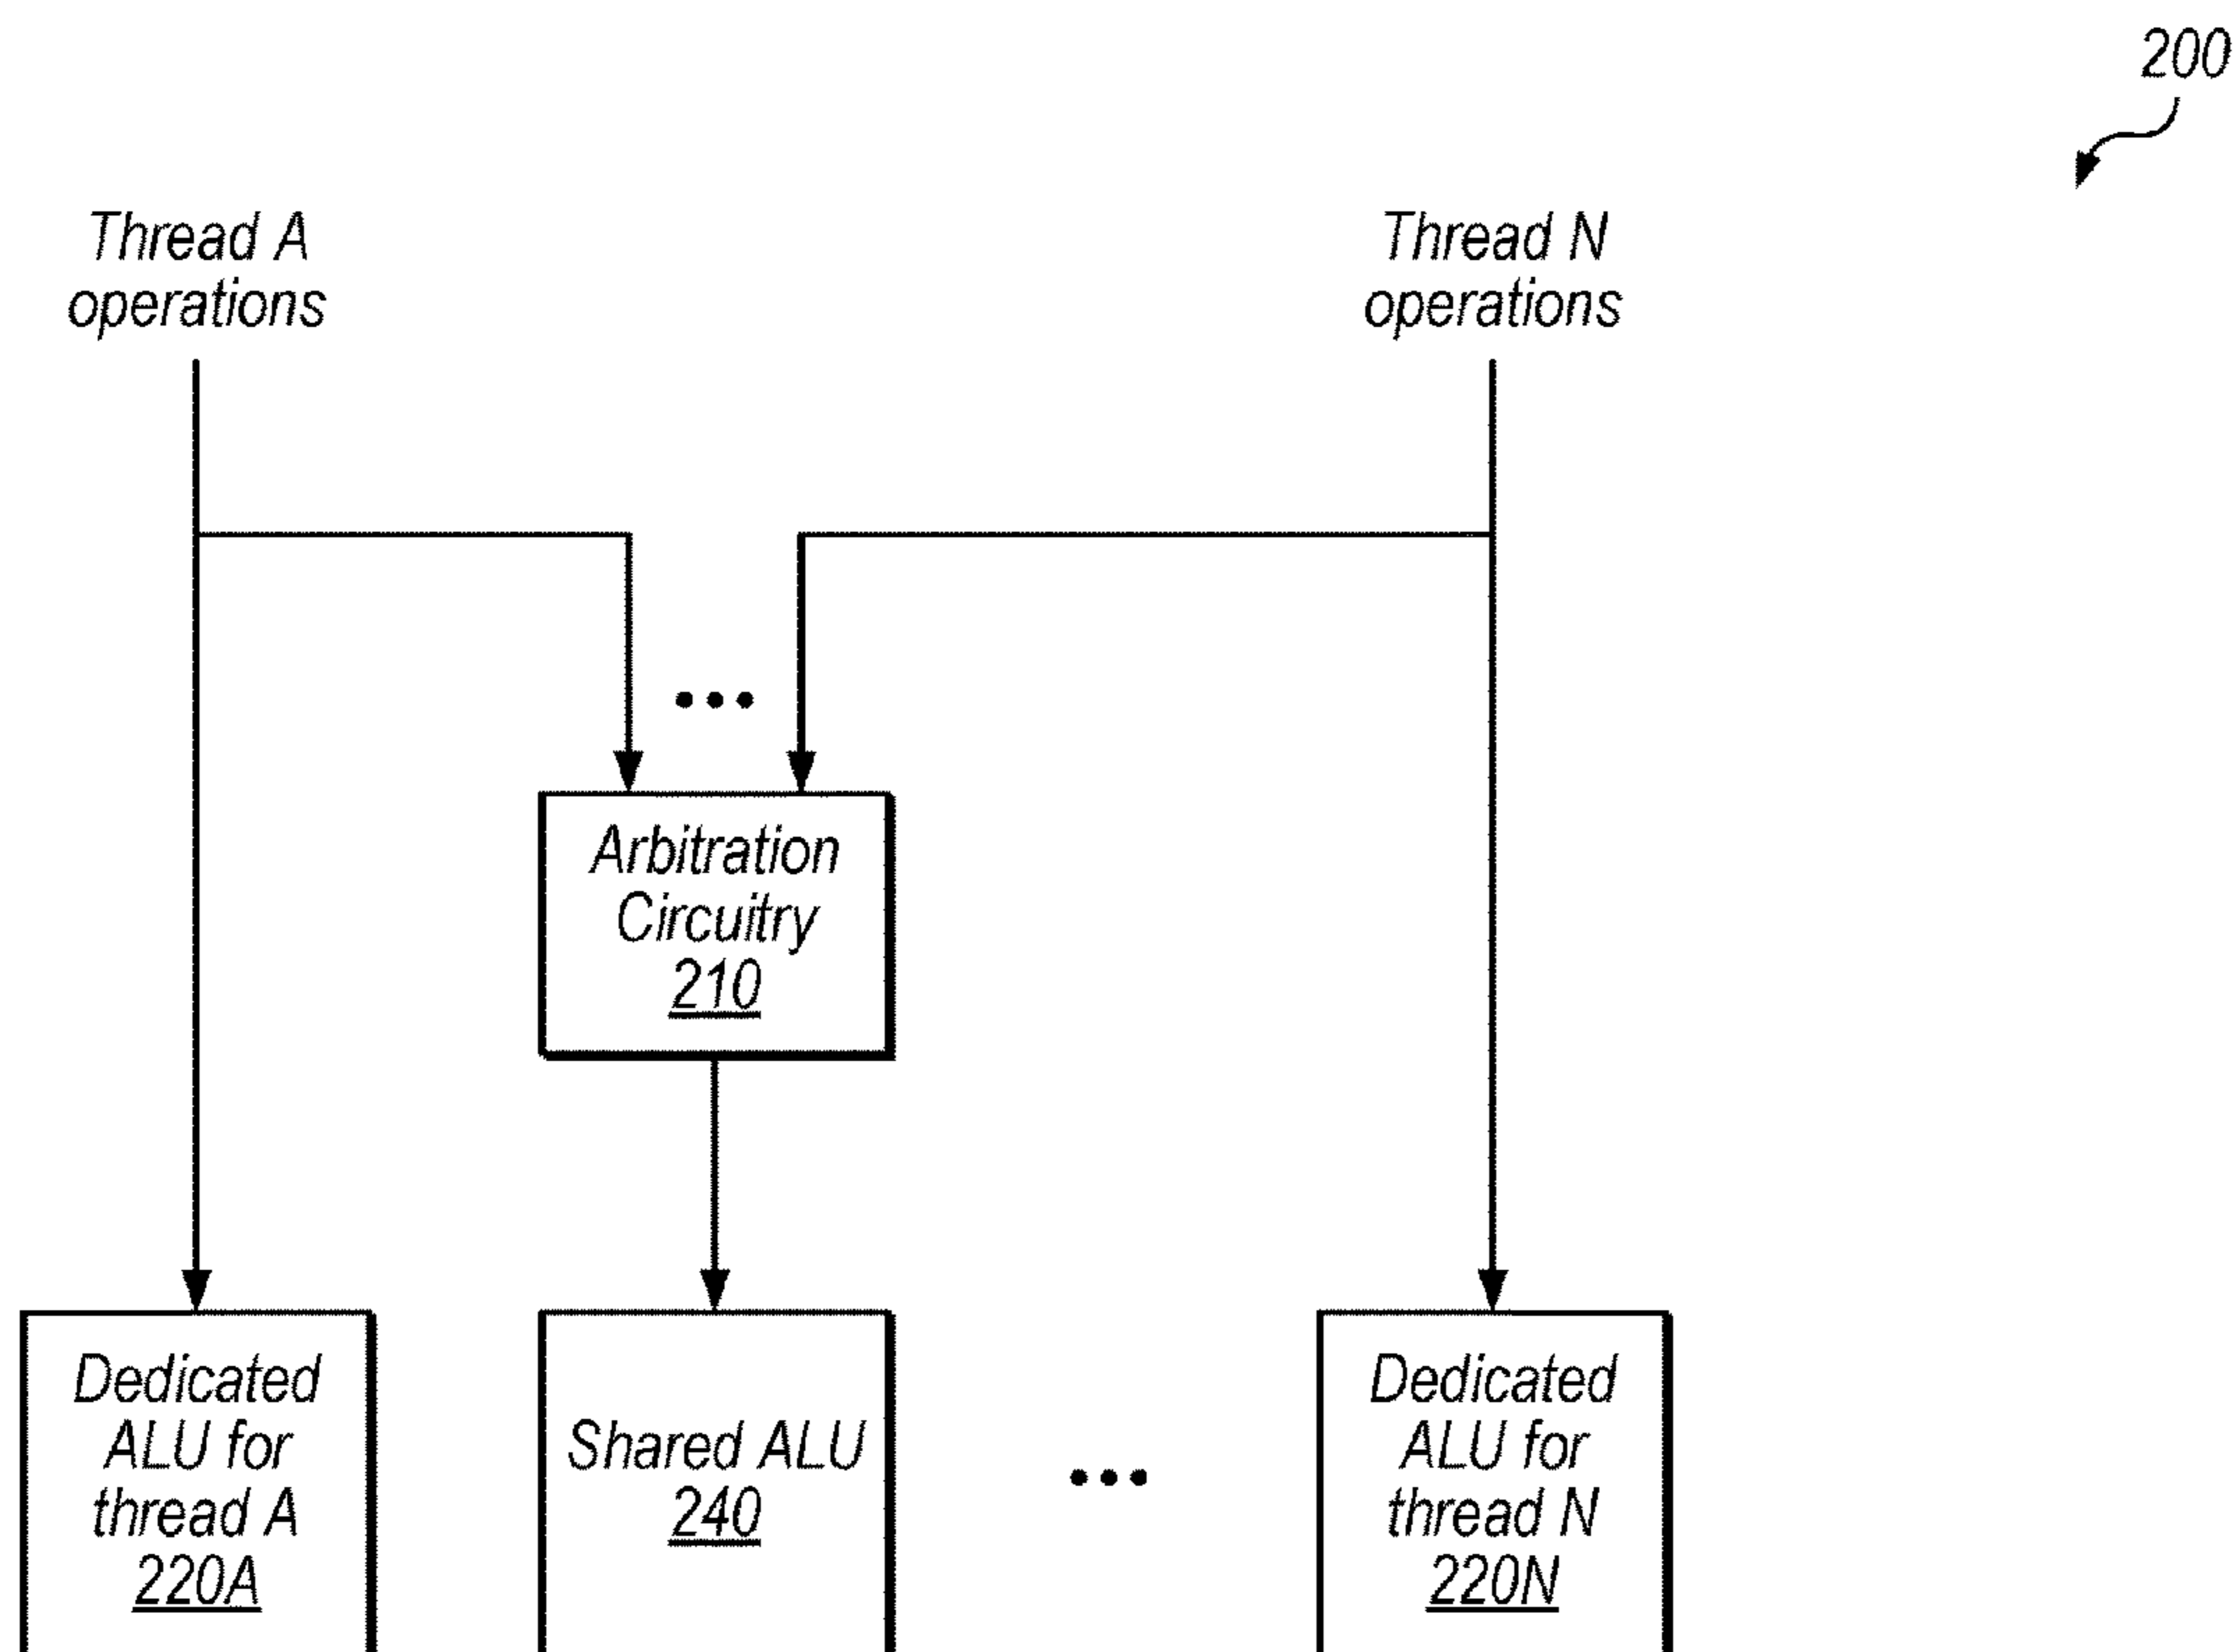 200
Thread A
operations
Thread N
operations
•••
Arbitration
Circuitry
210
Dedicated
ALU for
thread A
220A
Shared ALU
240
•••
Dedicated
ALU for
thread N
220N